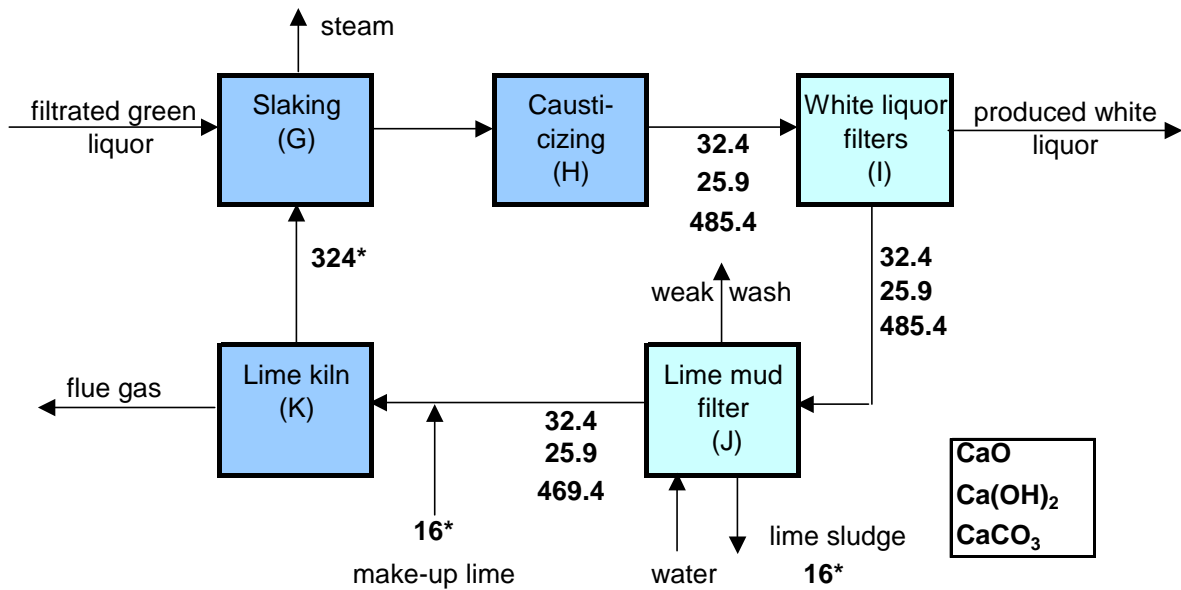 steam
filtrated green
liquor
Slaking
(G)
Causti-
cizing
(H)
32.4
25.9
485.4
White liquor
filters
(I)
produced white
liquor
324*
weak wash
32.4
25.9
485.4
flue gas
Lime kiln
(K)
32.4
25.9
469.4
Lime mud
filter
(J)
16*
make-up lime
water
lime sludge
16*
CaO
Ca(OH)₂
CaCO₃